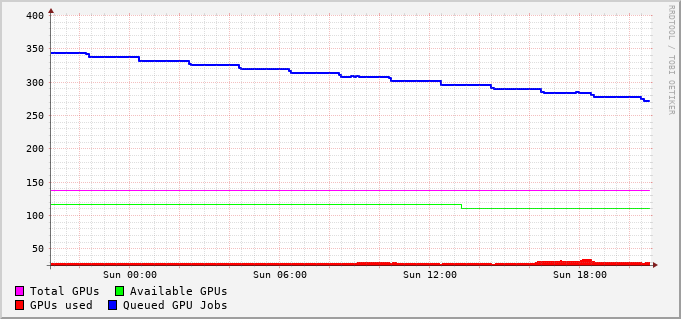 400
350
300
250
200
150
100
50
Sun 00:00 Sun 06:00 Sun 12:00 Sun 18:00
Total GPUs Available GPUs
GPUs used Queued GPU Jobs
RRDTOOL / TOBI OETIKER